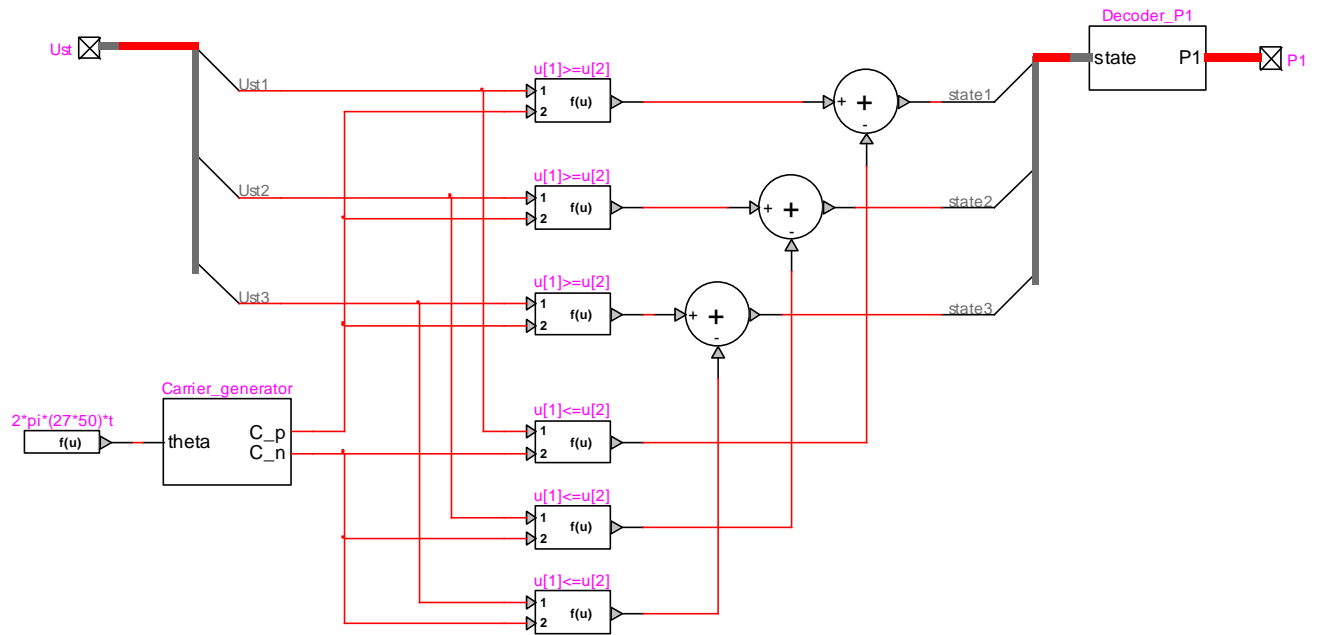 Decoder_P1
Ust
state
P1
P1
u[1]>=u[2]
Ust1
1
f(u)
2
+
+
-
state1
u[1]>=u[2]
Ust2
1
f(u)
2
+
+
-
state2
u[1]>=u[2]
Ust3
1
f(u)
2
+
+
-
state3
Carrier_generator
2*pi*(27*50)*t
f(u)
theta
C_p
C_n
u[1]<=u[2]
1
f(u)
2
u[1]<=u[2]
1
f(u)
2
u[1]<=u[2]
1
f(u)
2